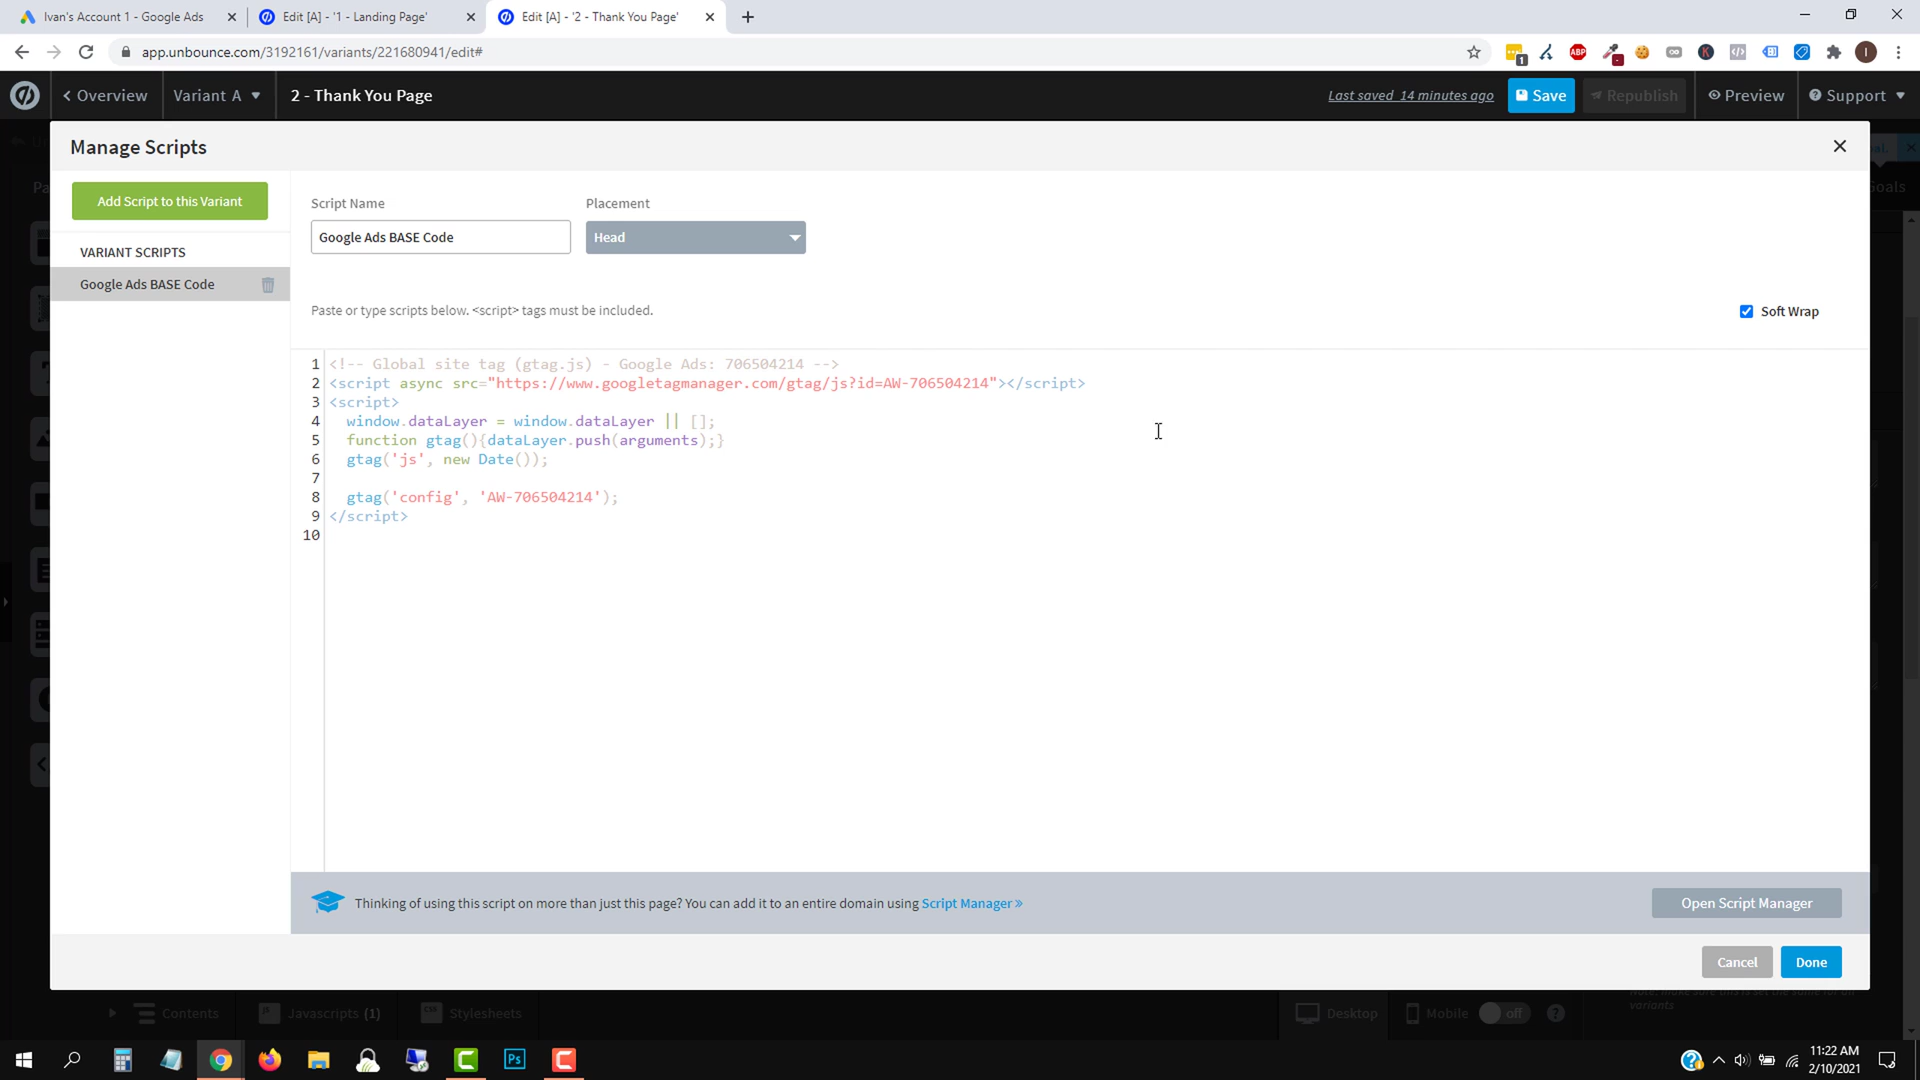 Ivan's Account 1 - Google Ads
Edit [A] - '1 - Landing Page'
Edit [A] - '2 - Thank You Page'
app.unbounce.com/3192161/variants/221680941/edit#
Overview
Variant A
2 - Thank You Page
Last saved 14 minutes ago
Save
Republish
Preview
Support
Manage Scripts
Add Script to this Variant
VARIANT SCRIPTS
Google Ads BASE Code
Script Name
Placement
Google Ads BASE Code
Head
Paste or type scripts below. <script> tags must be included.
Soft Wrap
1 <!-- Global site tag (gtag.js) - Google Ads: 706504214 -->
2 <script async src="https://www.googletagmanager.com/gtag/js?id=AW-706504214"></script>
3 <script>
4 window.dataLayer = window.dataLayer || [];
5 function gtag(){dataLayer.push(arguments);}
6 gtag('js', new Date());
7
8 gtag('config', 'AW-706504214');
9 </script>
10
Thinking of using this script on more than just this page? You can add it to an entire domain using Script Manager »
Open Script Manager
Cancel
Done
variants
Contents
Javascripts (1)
Stylesheets
Desktop
Mobile
off
11:22 AM
2/10/2021